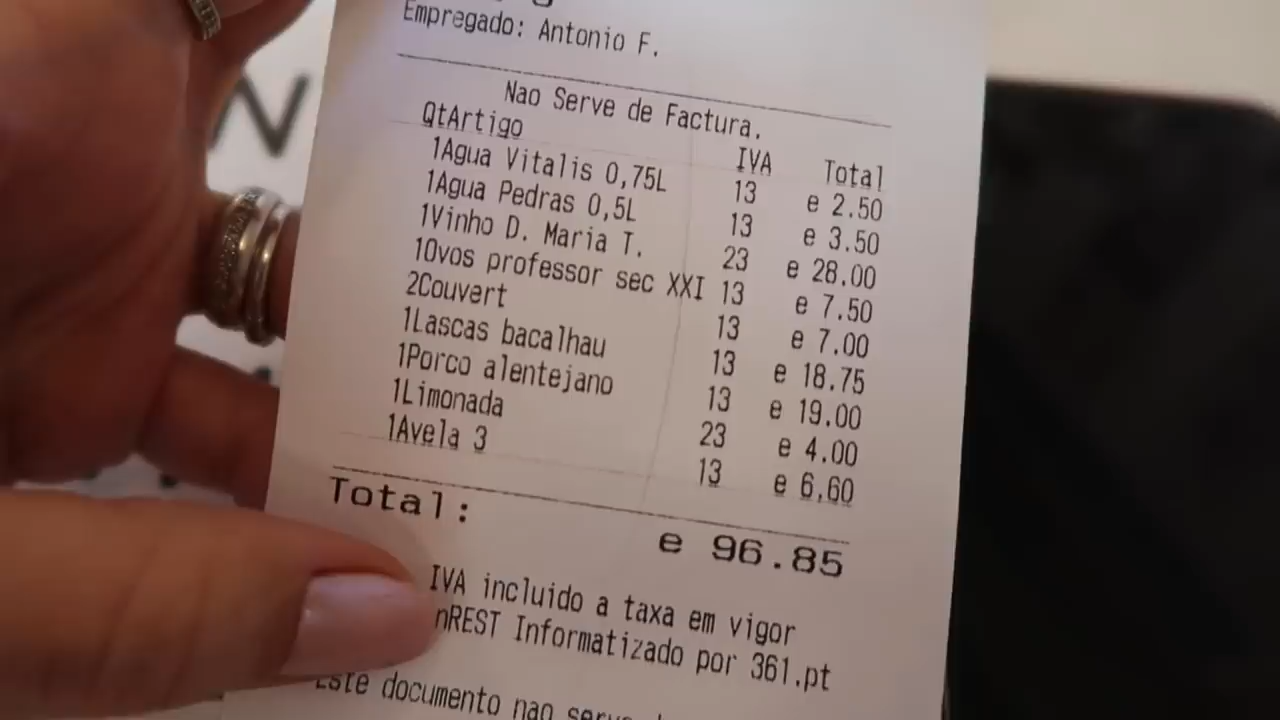 Empregado: Antonio F.
Nao Serve de Factura.
QtArtigo IVA Total
1Agua Vitalis 0,75L 13 e 2.50
1Agua Pedras 0,5L 13 e 3.50
1Vinho D. Maria T. 23 e 28.00
1Ovos professor sec XXI 13 e 7.50
2Couvert 13 e 7.00
1Lascas bacalhau 13 e 18.75
1Porco alentejano 13 e 19.00
1Limonada 23 e 4.00
1Avela 3 13 e 6,60
Total: e 96.85
IVA incluido a taxa em vigor
nREST Informatizado por 361.pt
Este documento nao serve